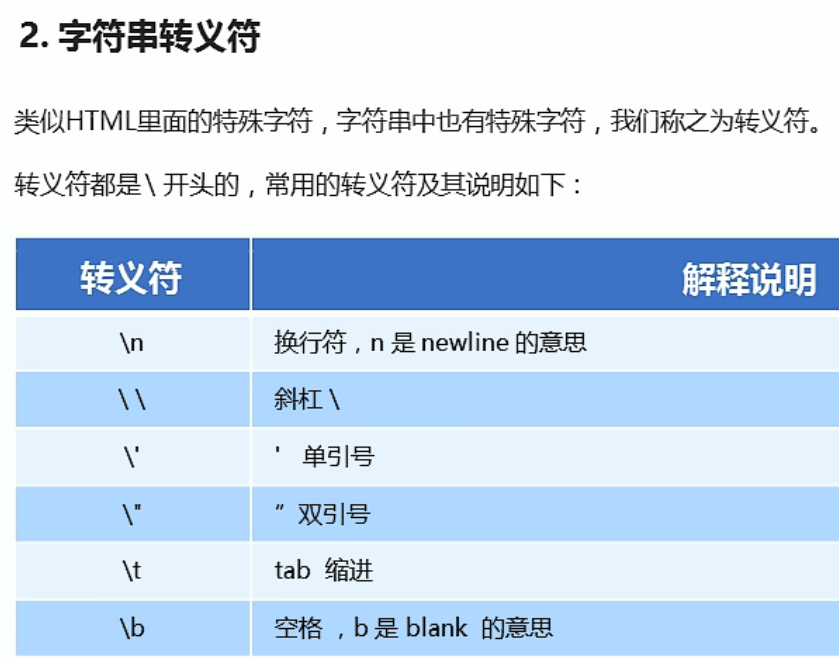 2. 字符串转义符
类似HTML里面的特殊字符，字符串中也有特殊字符，我们称之为转义符。
转义符都是 \ 开头的，常用的转义符及其说明如下：
转义符 解释说明
\n 换行符，n 是 newline 的意思
\ \ 斜杠 \
\' ' 单引号
\" ” 双引号
\t tab 缩进
\b 空格 ，b 是 blank 的意思